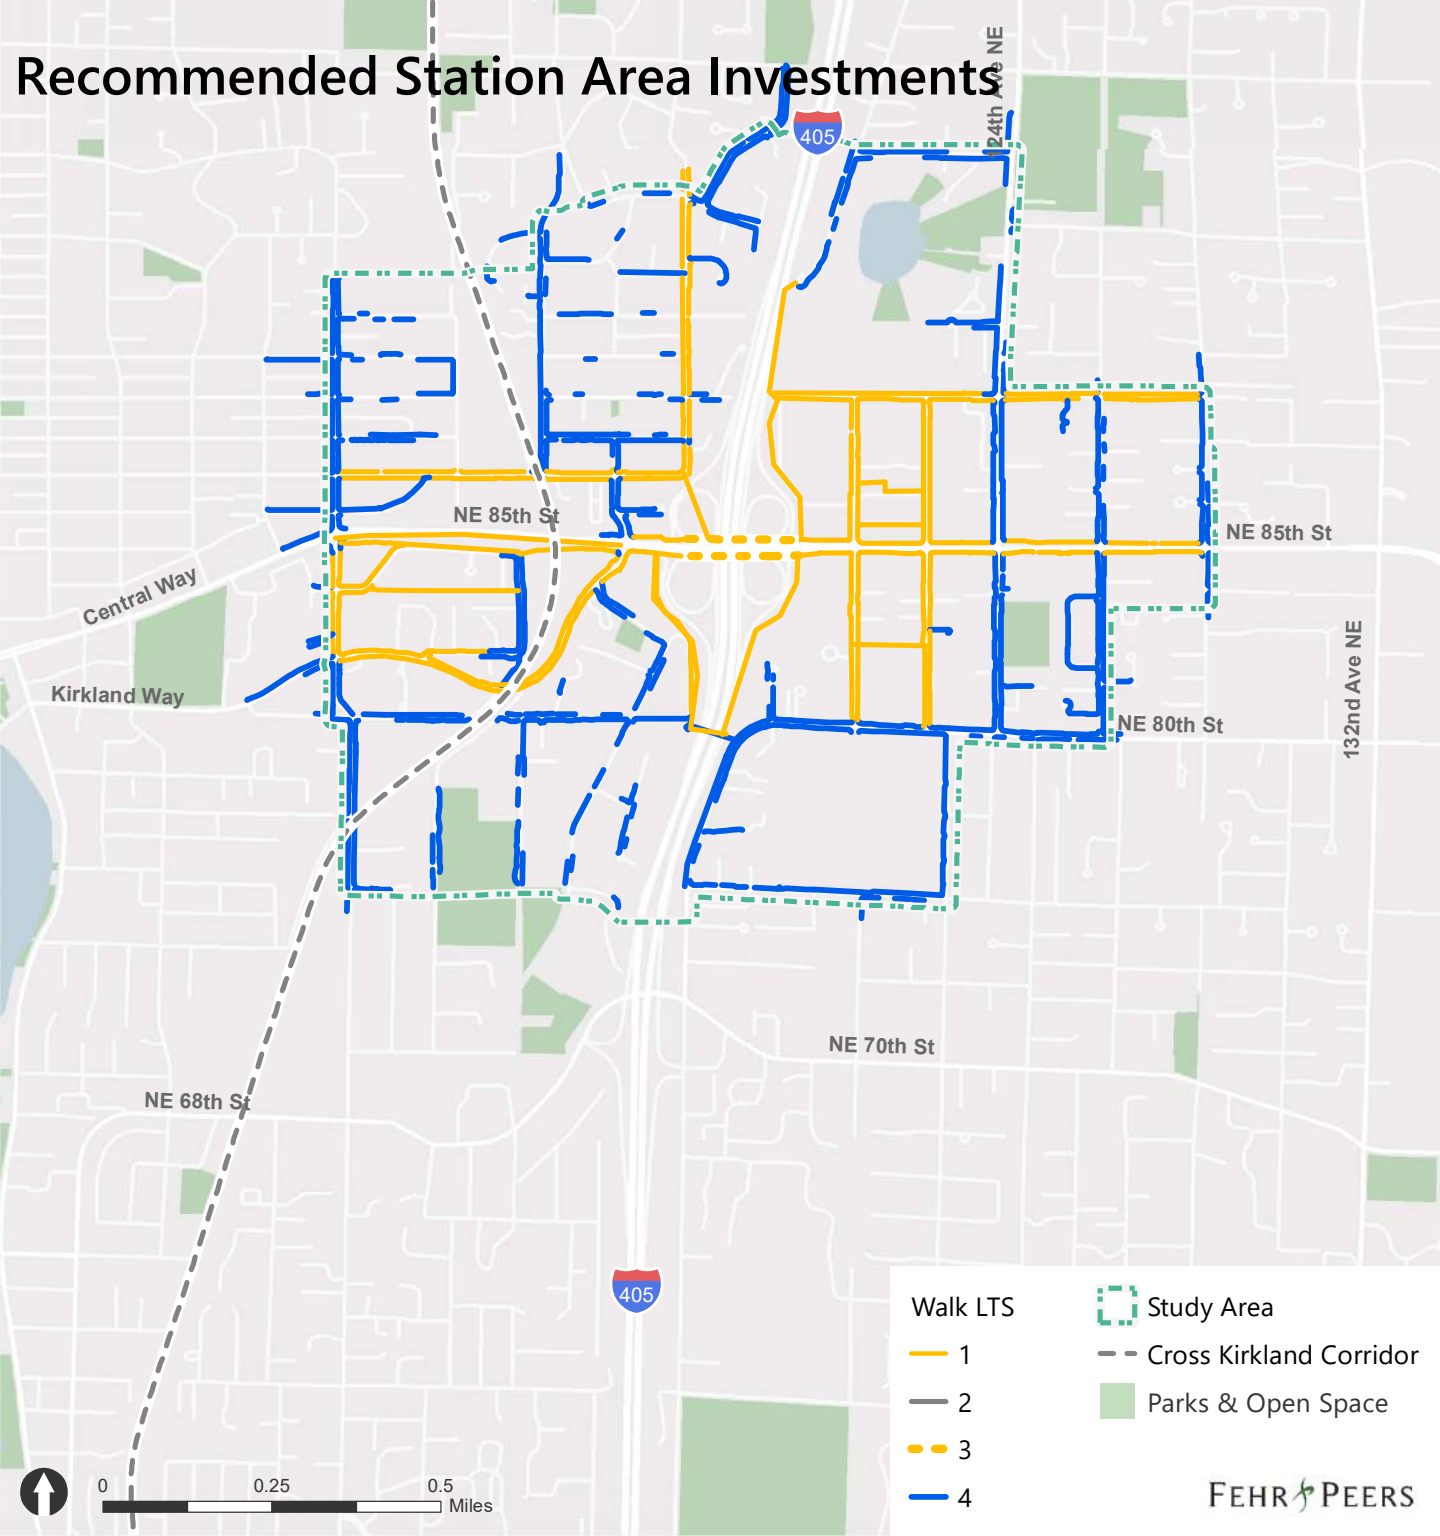 Recommended Station Area Investments
124th Ave NE
405
NE 85th St
NE 85th St
Central Way
Kirkland Way
NE 80th St
132nd Ave NE
NE 70th St
NE 68th St
405
Walk LTS
1
2
3
4
Study Area
Cross Kirkland Corridor
Parks & Open Space
0 0.25 0.5
Miles
FEHR PEERS